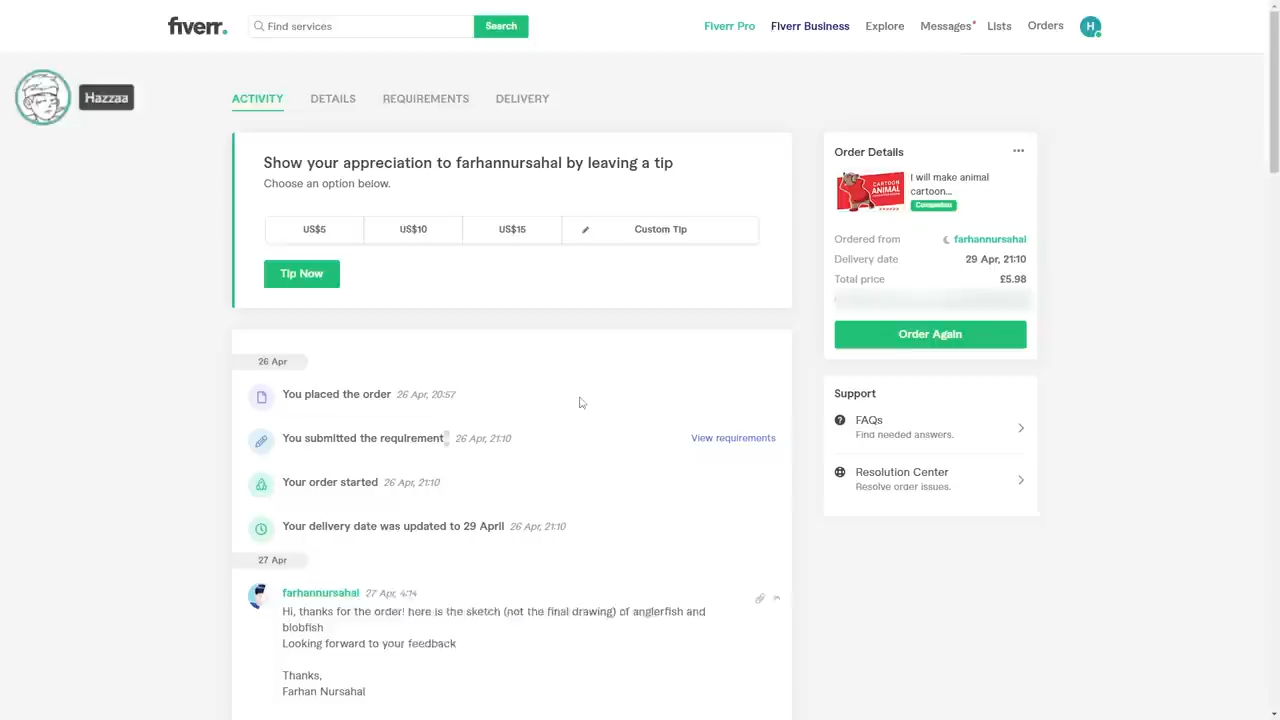 fiverr.
Find services
Search
Fiverr Pro
Fiverr Business
Explore
Messages
Lists
Orders
H
Hazzaa
ACTIVITY
DETAILS
REQUIREMENTS
DELIVERY
Show your appreciation to farhannursahal by leaving a tip
Choose an option below.
US$5
US$10
US$15
Custom Tip
Tip Now
26 Apr
You placed the order 26 Apr, 20:57
You submitted the requirement 26 Apr, 21:10
View requirements
Your order started 26 Apr, 21:10
Your delivery date was updated to 29 April 26 Apr, 21:10
27 Apr
farhannursahal 27 Apr, 4:14
Hi, thanks for the order! here is the sketch (not the final drawing) of anglerfish and
blobfish
Looking forward to your feedback
Thanks,
Farhan Nursahal
Order Details
CARTOON
ANIMAL
I will make animal
cartoon...
Completed
Ordered from farhannursahal
Delivery date 29 Apr, 21:10
Total price £5.98
Order Again
Support
FAQs
Find needed answers.
Resolution Center
Resolve order issues.